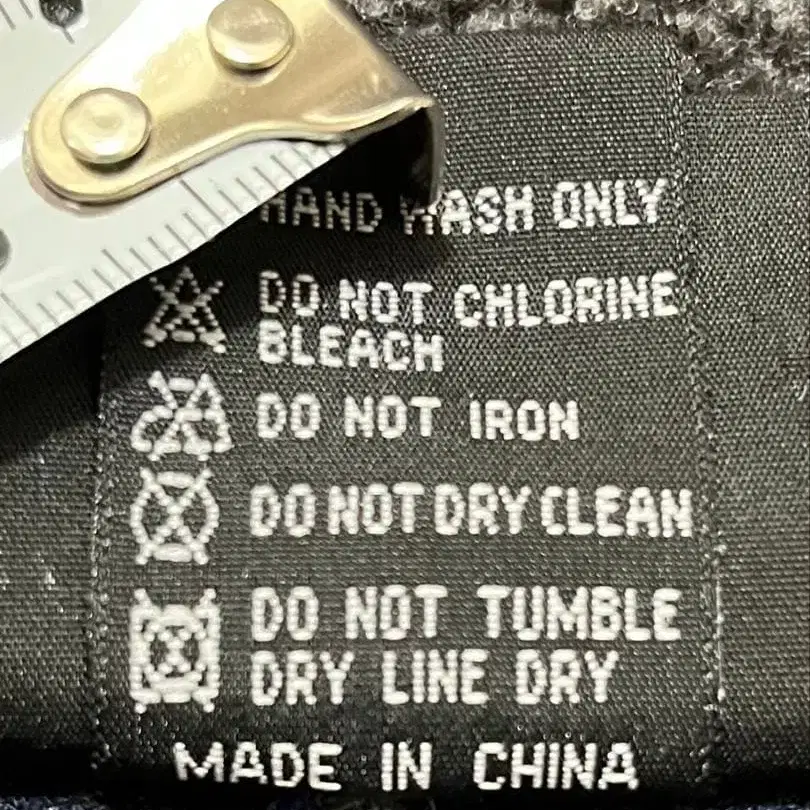 HAND WASH ONLY
DO NOT CHLORINE
BLEACH
DO NOT IRON
DO NOT DRY CLEAN
DO NOT TUMBLE
DRY LINE DRY
MADE IN CHINA